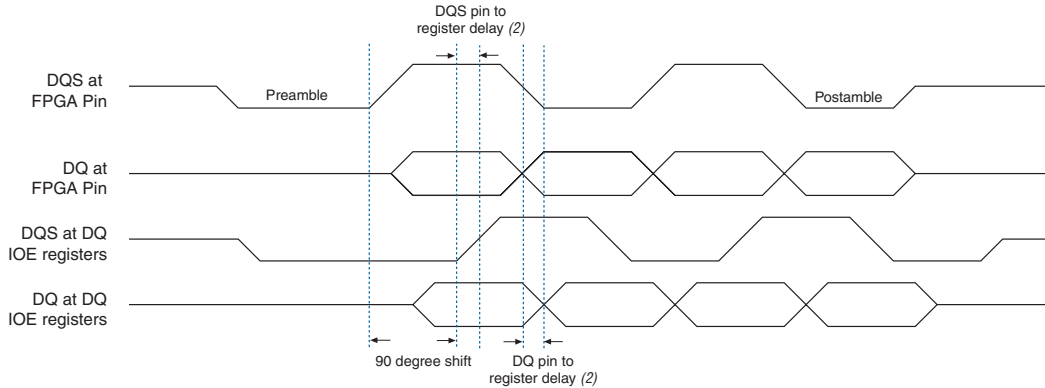 DQS pin to
register delay (2)
DQS at
FPGA Pin
Preamble
Postamble
DQ at
FPGA Pin
DQS at DQ
IOE registers
DQ at DQ
IOE registers
90 degree shift
DQ pin to
register delay (2)